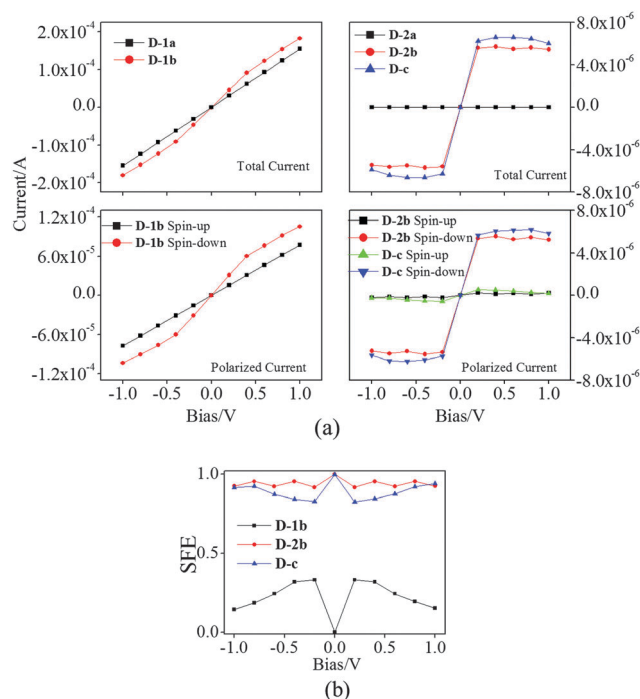 (a)
2.0x10⁻⁴
1.0x10⁻⁴
0.0
-1.0x10⁻⁴
-2.0x10⁻⁴
D-1a
D-1b
Total Current
8.0x10⁻⁶
4.0x10⁻⁶
0.0
-4.0x10⁻⁶
-8.0x10⁻⁶
D-2a
D-2b
D-c
Total Current
Current/A
1.2x10⁻⁴
6.0x10⁻⁵
0.0
-6.0x10⁻⁵
-1.2x10⁻⁴
D-1b Spin-up
D-1b Spin-down
Polarized Current
-1.0 -0.5 0.0 0.5 1.0
Bias/V
8.0x10⁻⁶
4.0x10⁻⁶
0.0
-4.0x10⁻⁶
-8.0x10⁻⁶
D-2b Spin-up
D-2b Spin-down
D-c Spin-up
D-c Spin-down
Polarized Current
-1.0 -0.5 0.0 0.5 1.0
Bias/V
(a)
SFE
1.0
0.5
0.0
D-1b
D-2b
D-c
-1.0 -0.5 0.0 0.5 1.0
Bias/V
(b)